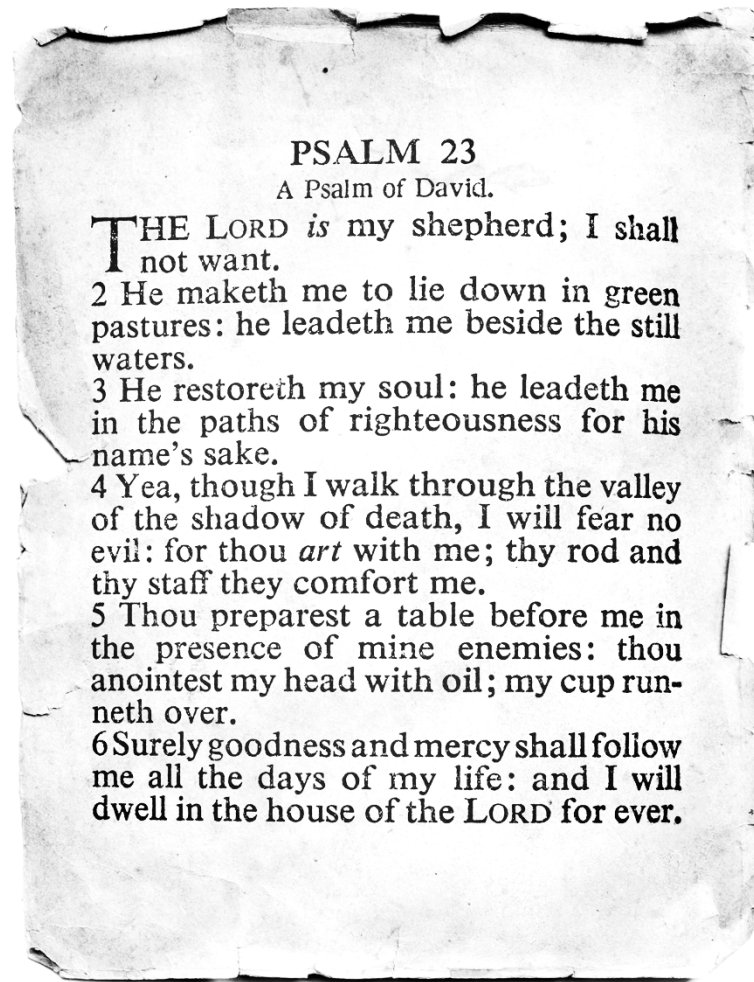 PSALM 23
A Psalm of David.
THE LORD is my shepherd; I shall
not want.
2 He maketh me to lie down in green
pastures: he leadeth me beside the still
waters.
3 He restoreth my soul: he leadeth me
in the paths of righteousness for his
name's sake.
4 Yea, though I walk through the valley
of the shadow of death, I will fear no
evil: for thou art with me; thy rod and
thy staff they comfort me.
5 Thou preparest a table before me in
the presence of mine enemies: thou
anointest my head with oil; my cup run-
neth over.
6 Surely goodness and mercy shall follow
me all the days of my life: and I will
dwell in the house of the LORD for ever.